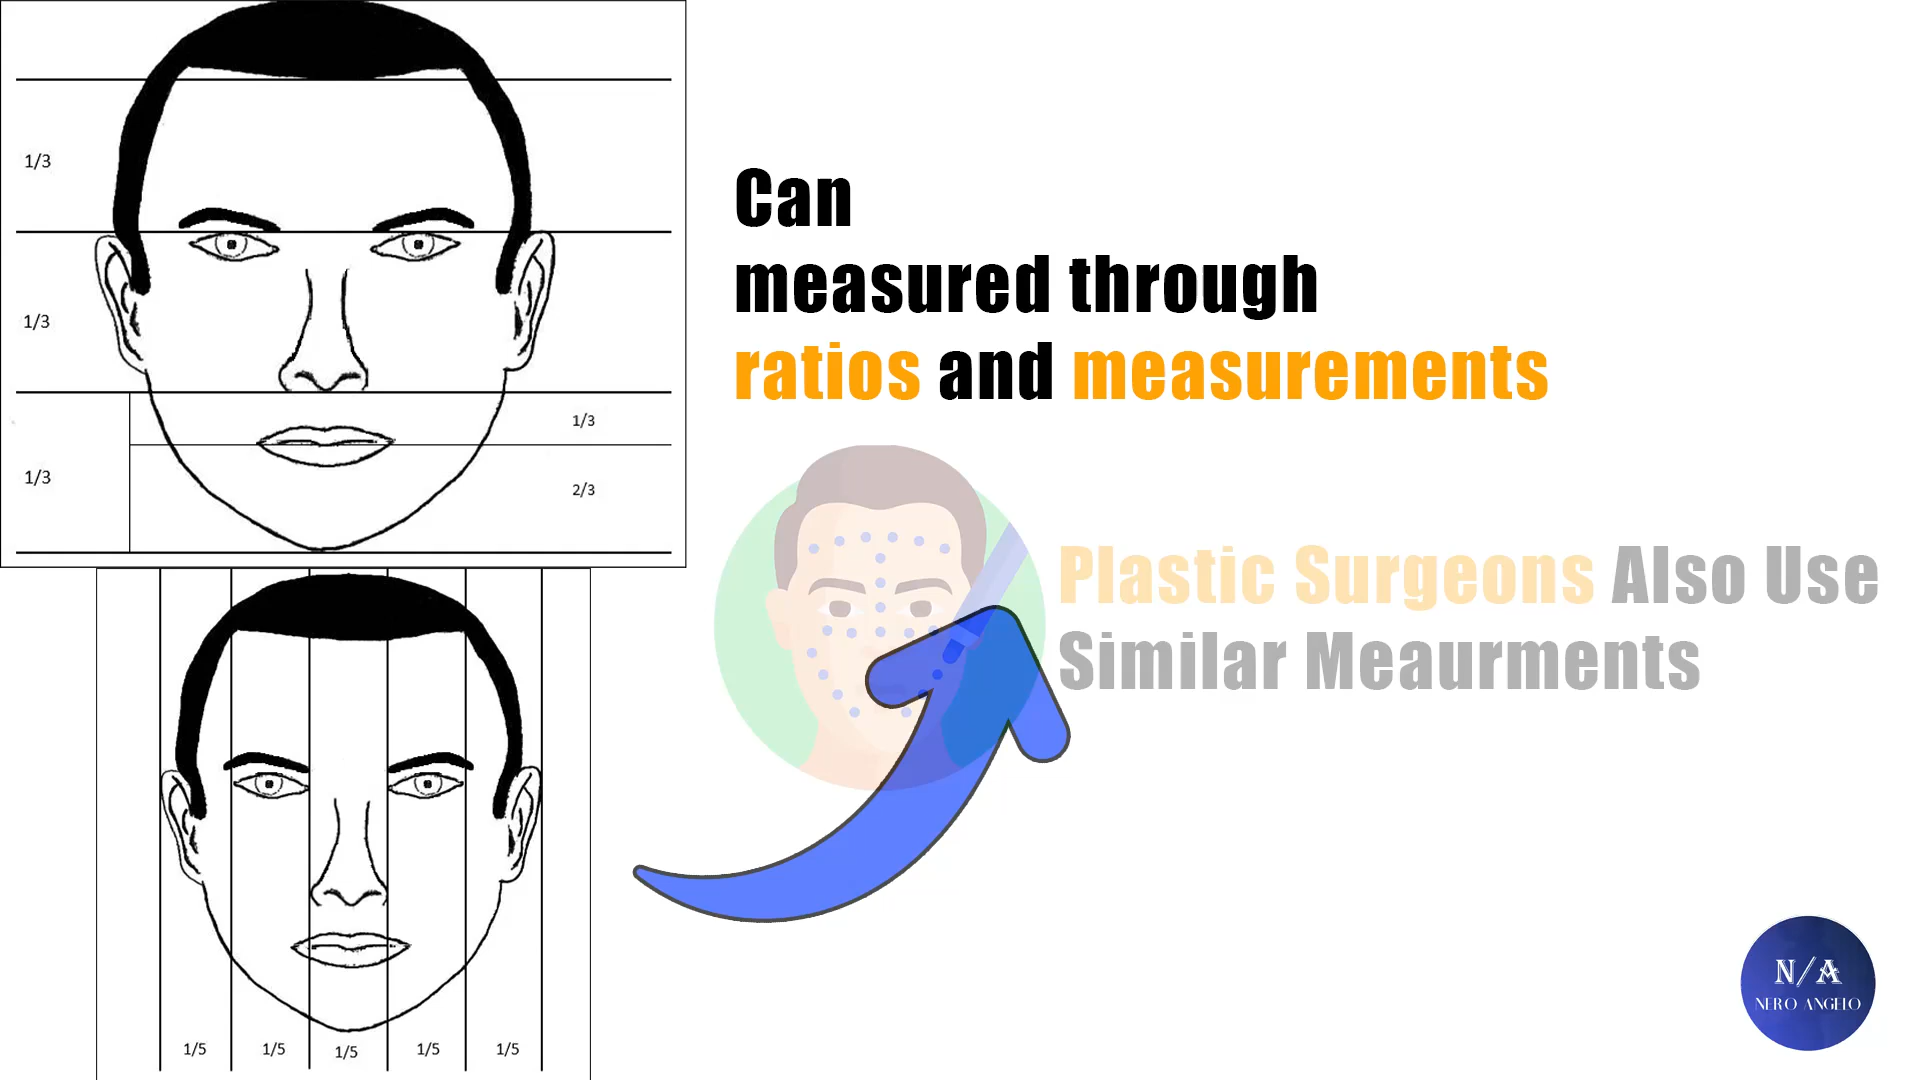 1/3
1/3
1/3
1/3
2/3
1/5
1/5
1/5
1/5
1/5
Can
measured through
ratios and measurements
Plastic Surgeons Also Use
Similar Meaurments
N/A
NERO ANGELO